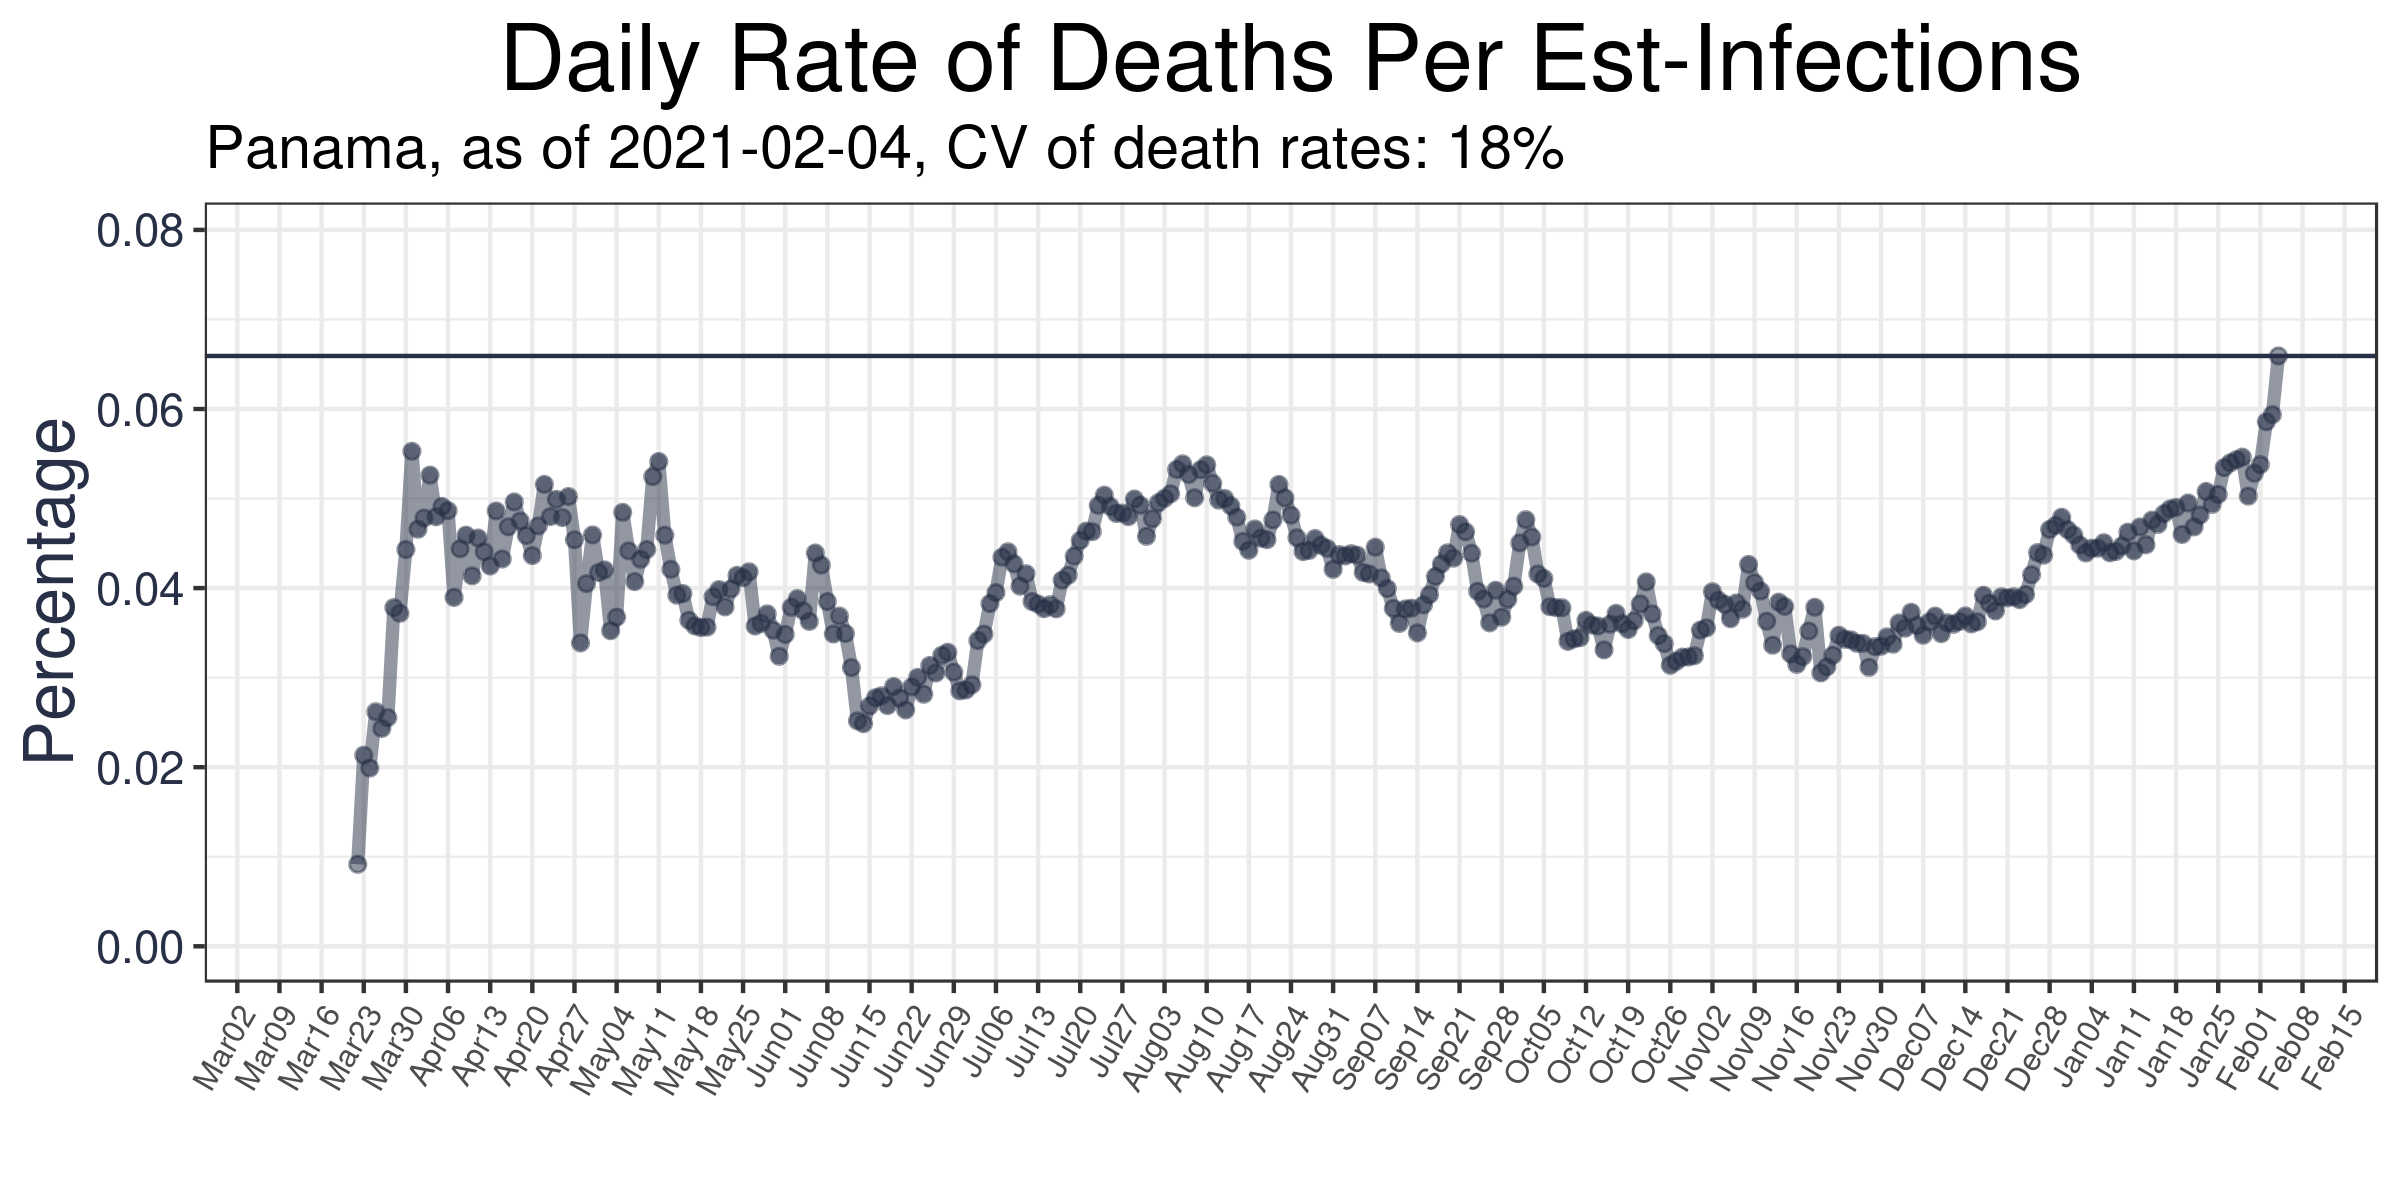 Daily Rate of Deaths Per Est-Infections
Panama, as of 2021-02-04, CV of death rates: 18%
Percentage
0.08
0.06
0.04
0.02
0.00
Mar02
Mar09
Mar16
Mar23
Mar30
Apr06
Apr13
Apr20
Apr27
May04
May11
May18
May25
Jun01
Jun08
Jun15
Jun22
Jun29
Jul06
Jul13
Jul20
Jul27
Aug03
Aug10
Aug17
Aug24
Aug31
Sep07
Sep14
Sep21
Sep28
Oct05
Oct12
Oct19
Oct26
Nov02
Nov09
Nov16
Nov23
Nov30
Dec07
Dec14
Dec21
Dec28
Jan04
Jan11
Jan18
Jan25
Feb01
Feb08
Feb15